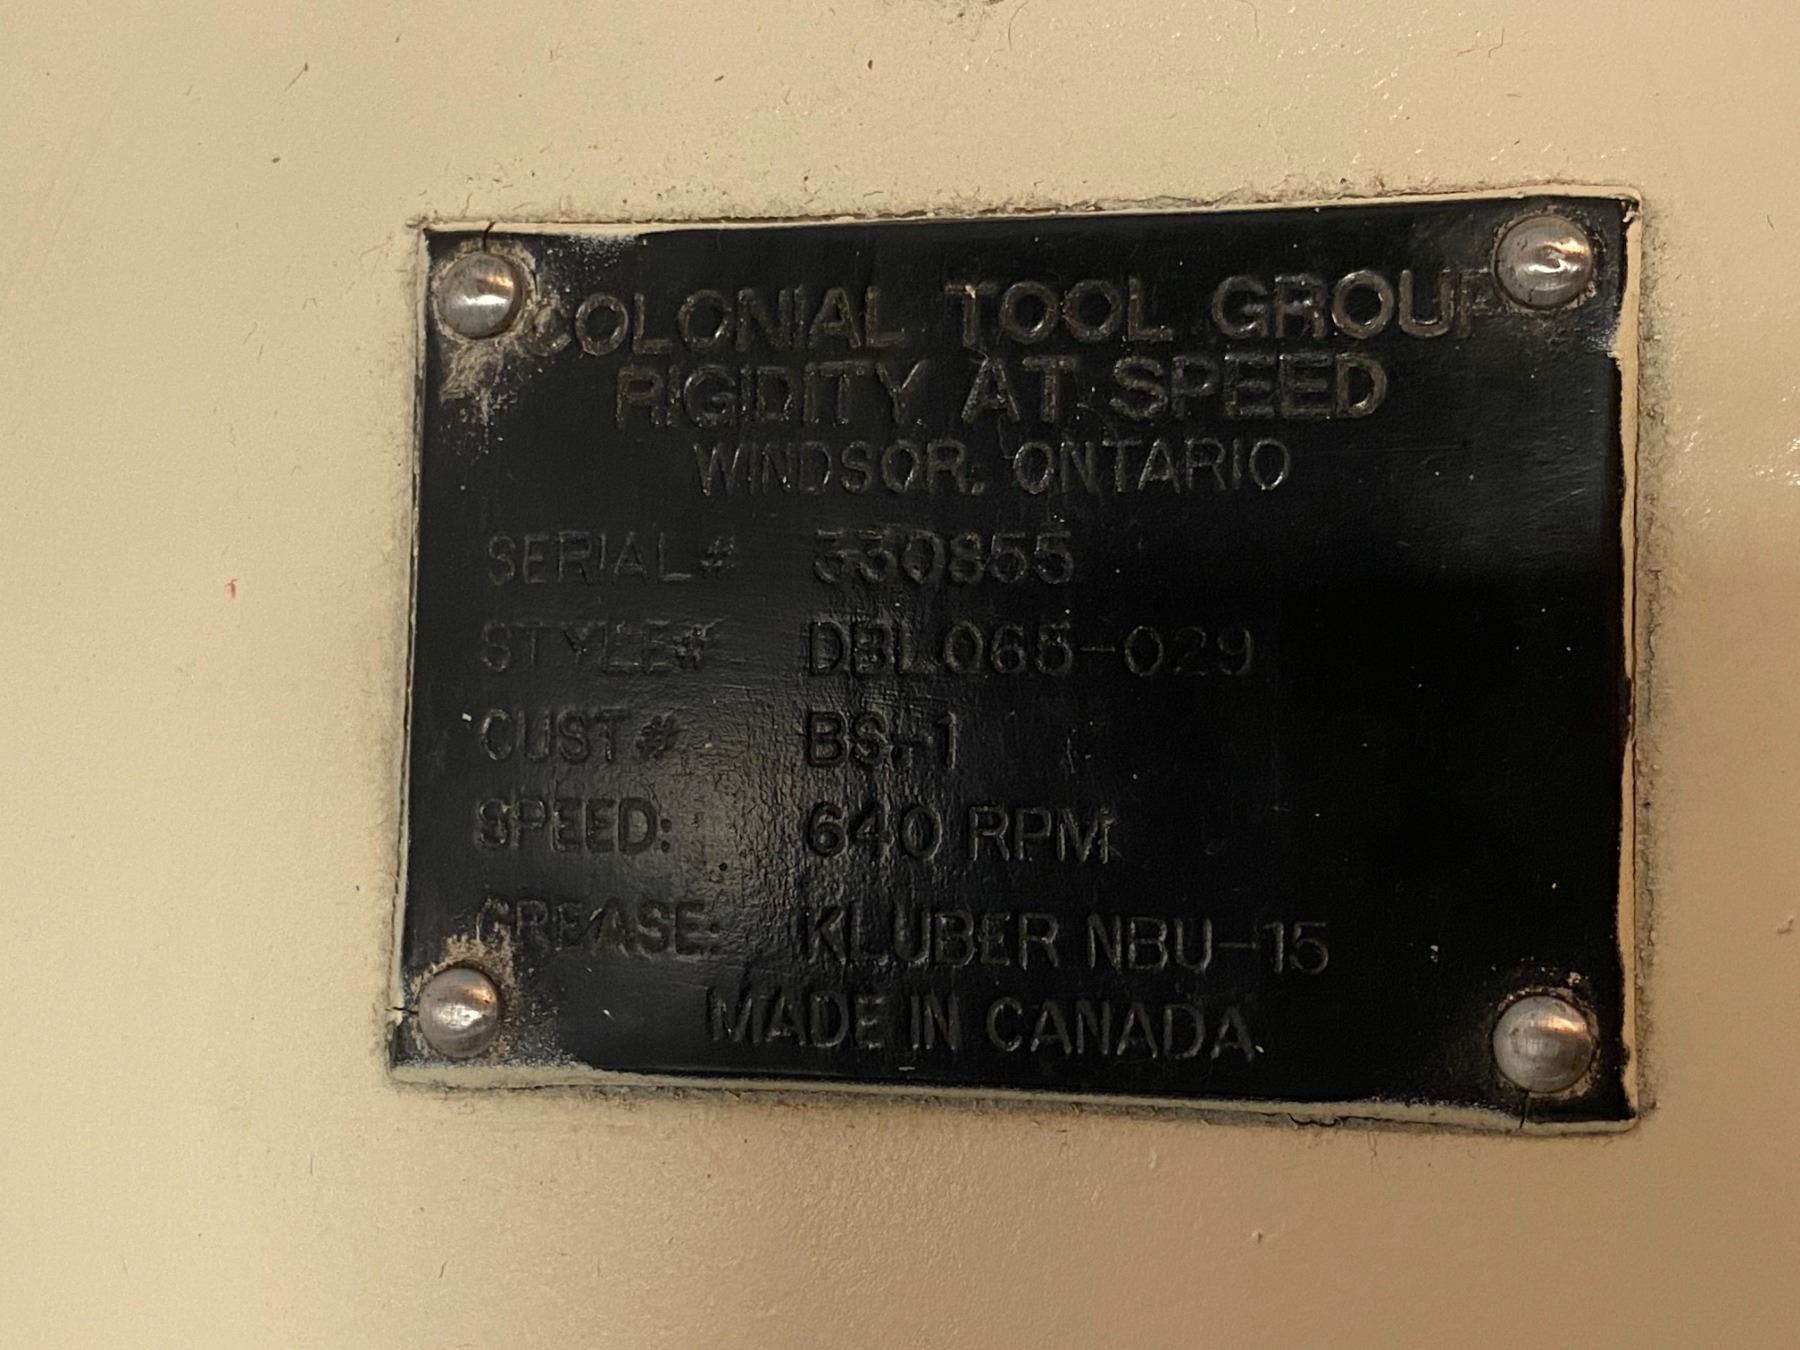 COLONIAL TOOL GROUP
RIGIDITY AT SPEED
WINDSOR, ONTARIO
SERIAL# 330855
STYLE# DBL065-029
CUST# BS-1
SPEED: 640 RPM
GREASE: KLUBER NBU-15
MADE IN CANADA